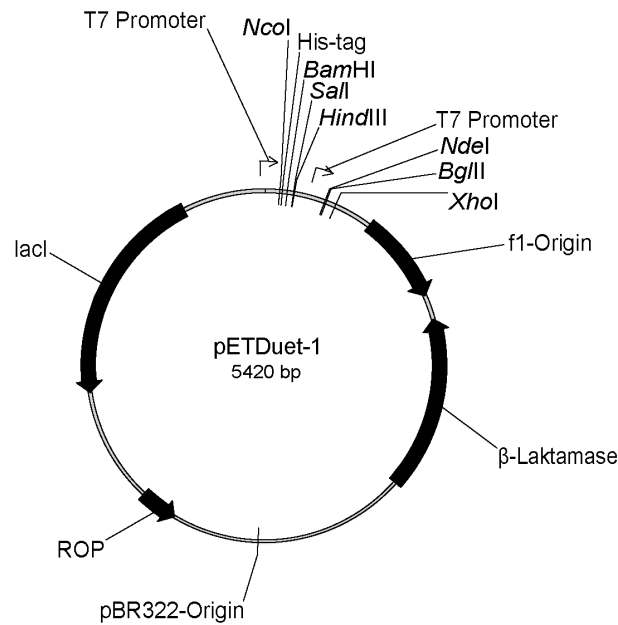 T7 Promoter
NcoI
His-tag
BamHI
SalI
HindIII
T7 Promoter
NdeI
BglII
XhoI
lacI
f1-Origin
pETDuet-1
5420 bp
β-Laktamase
ROP
pBR322-Origin